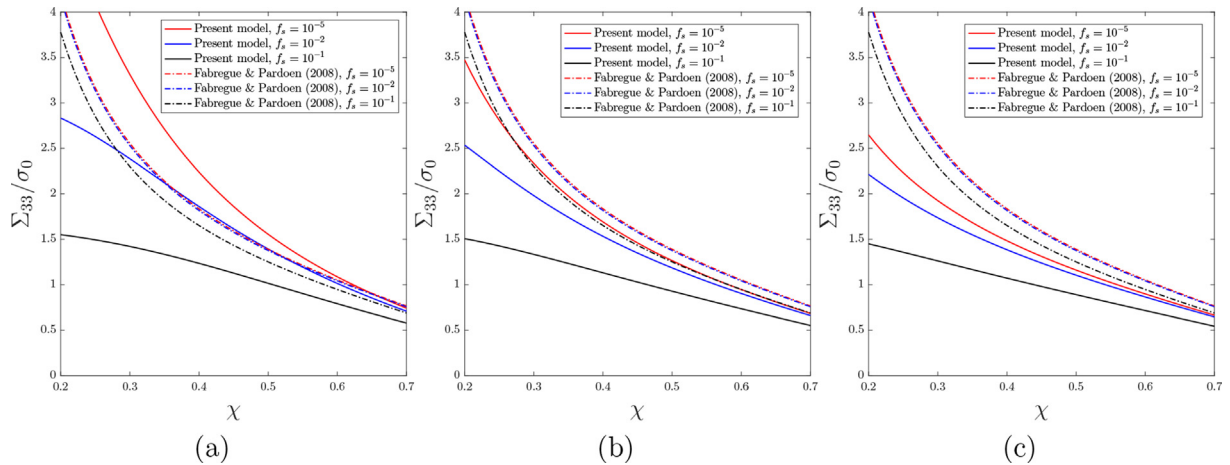 Σ₃₃/σ₀
4
3.5
3
2.5
2
1.5
1
0.5
0
0.2
0.3
0.4
0.5
0.6
0.7
χ
Present model, fₛ = 10⁻⁵
Present model, fₛ = 10⁻²
Present model, fₛ = 10⁻¹
Fabregue & Pardoen (2008), fₛ = 10⁻⁵
Fabregue & Pardoen (2008), fₛ = 10⁻²
Fabregue & Pardoen (2008), fₛ = 10⁻¹
(a)
Σ₃₃/σ₀
4
3.5
3
2.5
2
1.5
1
0.5
0
0.2
0.3
0.4
0.5
0.6
0.7
χ
Present model, fₛ = 10⁻⁵
Present model, fₛ = 10⁻²
Present model, fₛ = 10⁻¹
Fabregue & Pardoen (2008), fₛ = 10⁻⁵
Fabregue & Pardoen (2008), fₛ = 10⁻²
Fabregue & Pardoen (2008), fₛ = 10⁻¹
(b)
Σ₃₃/σ₀
4
3.5
3
2.5
2
1.5
1
0.5
0
0.2
0.3
0.4
0.5
0.6
0.7
χ
Present model, fₛ = 10⁻⁵
Present model, fₛ = 10⁻²
Present model, fₛ = 10⁻¹
Fabregue & Pardoen (2008), fₛ = 10⁻⁵
Fabregue & Pardoen (2008), fₛ = 10⁻²
Fabregue & Pardoen (2008), fₛ = 10⁻¹
(c)